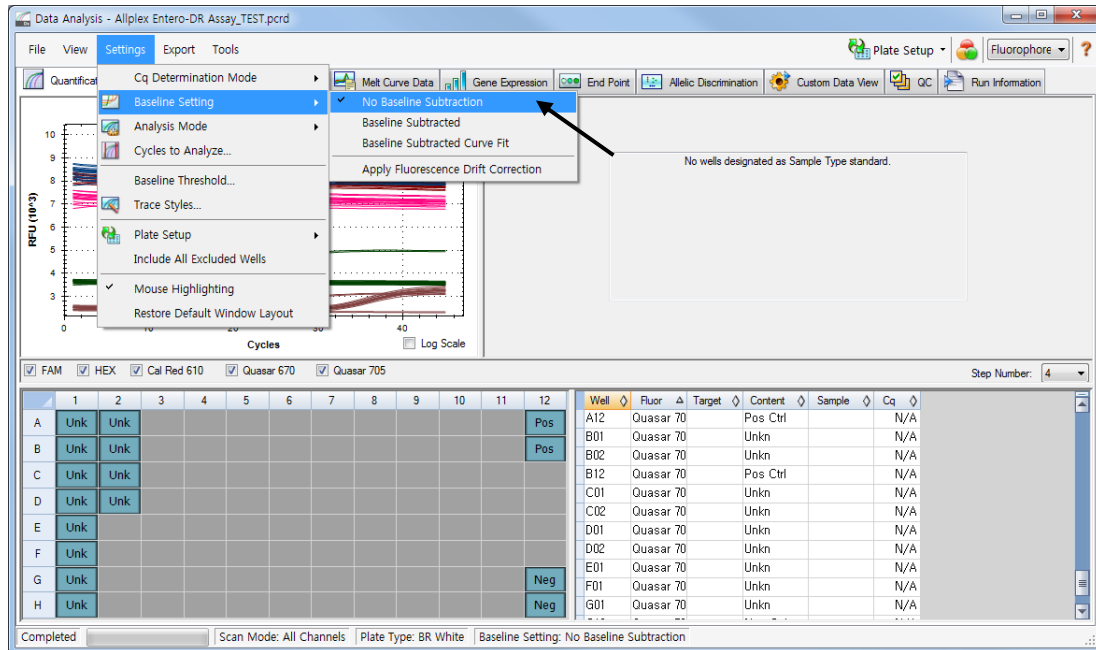 Data Analysis - Allplex Entero-DR Assay_TEST.pcrd
File View Settings Export Tools Plate Setup Fluorophore ?
Quantificat Melt Curve Data Gene Expression End Point Allelic Discrimination Custom Data View QC Run Information
Cq Determination Mode
Baseline Setting
Analysis Mode
Cycles to Analyze...
Baseline Threshold...
Trace Styles...
Plate Setup
Include All Excluded Wells
Mouse Highlighting
Restore Default Window Layout
No Baseline Subtraction
Baseline Subtracted
Baseline Subtracted Curve Fit
Apply Fluorescence Drift Correction
No wells designated as Sample Type standard.
RFU (10^3)
10
9
8
7
6
5
4
3
0 10 20 30 40
Cycles
Log Scale
FAM HEX Cal Red 610 Quasar 670 Quasar 705 Step Number: 4
1 2 3 4 5 6 7 8 9 10 11 12
A Unk Unk Pos
B Unk Unk Pos
C Unk Unk
D Unk Unk
E Unk
F Unk
G Unk Neg
H Unk Neg
Well Fluor Target Content Sample Cq
A12 Quasar 70 Pos Ctrl N/A
B01 Quasar 70 Unkn N/A
B02 Quasar 70 Unkn N/A
B12 Quasar 70 Pos Ctrl N/A
C01 Quasar 70 Unkn N/A
C02 Quasar 70 Unkn N/A
D01 Quasar 70 Unkn N/A
D02 Quasar 70 Unkn N/A
E01 Quasar 70 Unkn N/A
F01 Quasar 70 Unkn N/A
G01 Quasar 70 Unkn N/A
Completed Scan Mode: All Channels Plate Type: BR White Baseline Setting: No Baseline Subtraction